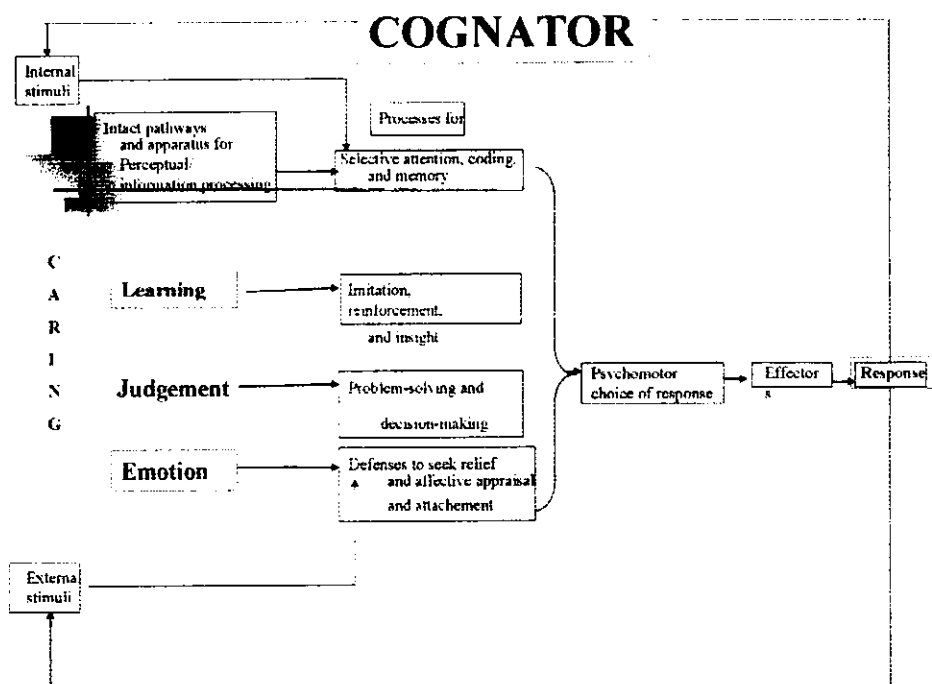 COGNATOR
Internal
stimuli
Processes for
Intact pathways
and apparatus for
Perceptual/
information processing
Selective attention, coding,
and memory
C
A
R
I
N
G
Learning
Imitation,
reinforcement,
and insight
Judgement
Problem-solving and
decision-making
Emotion
Defenses to seek relief
and affective appraisal
and attachement
Psychomotor
choice of response
Effector
s
Response
Externa
stimuli